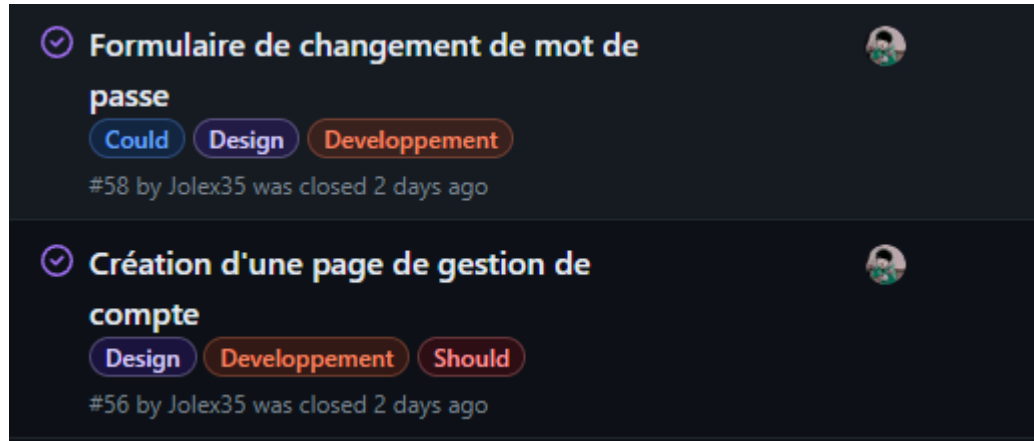 Formulaire de changement de mot de
passe
Could Design Developpement
#58 by Jolex35 was closed 2 days ago
Création d'une page de gestion de
compte
Design Developpement Should
#56 by Jolex35 was closed 2 days ago